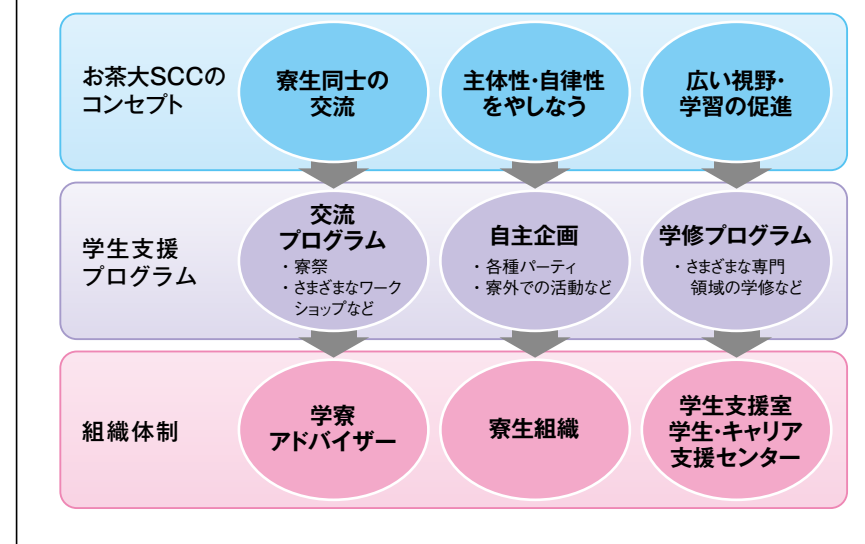 お茶大SCCの
コンセプト
寮生同士の
交流
主体性・自律性
をやしなう
広い視野・
学習の促進
学生支援
プログラム
交流
プログラム
・寮祭
・さまざまなワーク
ショップなど
自主企画
・各種パーティ
・寮外での活動など
学修プログラム
・さまざまな専門
領域の学修など
組織体制
学寮
アドバイザー
寮生組織
学生支援室
学生・キャリア
支援センター